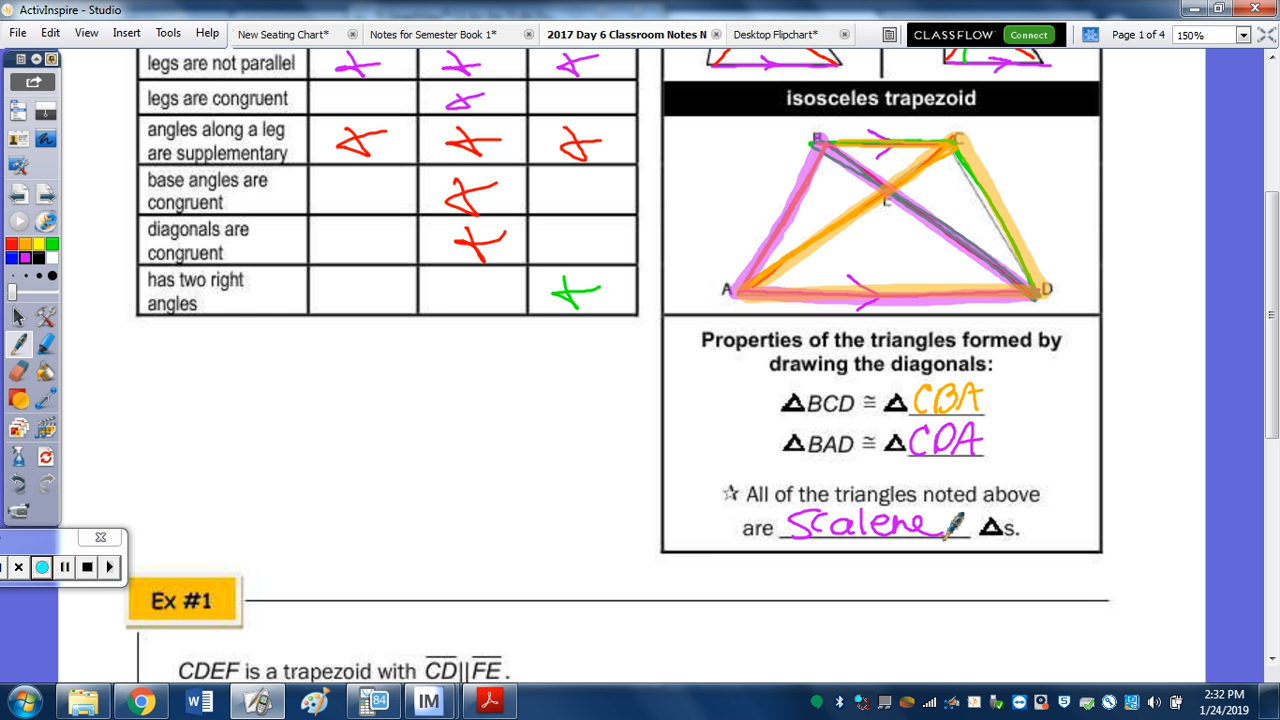 ActivInspire - Studio
File Edit View Insert Tools Help
New Seating Chart* Notes for Semester Book 1* 2017 Day 6 Classroom Notes N Desktop Flipchart*
CLASSFLOW Connect
Page 1 of 4 150%
legs are not parallel
legs are congruent
angles along a leg
are supplementary
base angles are
congruent
diagonals are
congruent
has two right
angles
isosceles trapezoid
B C
E
A D
Properties of the triangles formed by
drawing the diagonals:
△BCD ≅ △CBA
△BAD ≅ △CDA
☆ All of the triangles noted above
are scalene △s.
Ex #1
CDEF is a trapezoid with CD||FE.
W 84 IM
2:32 PM
1/24/2019